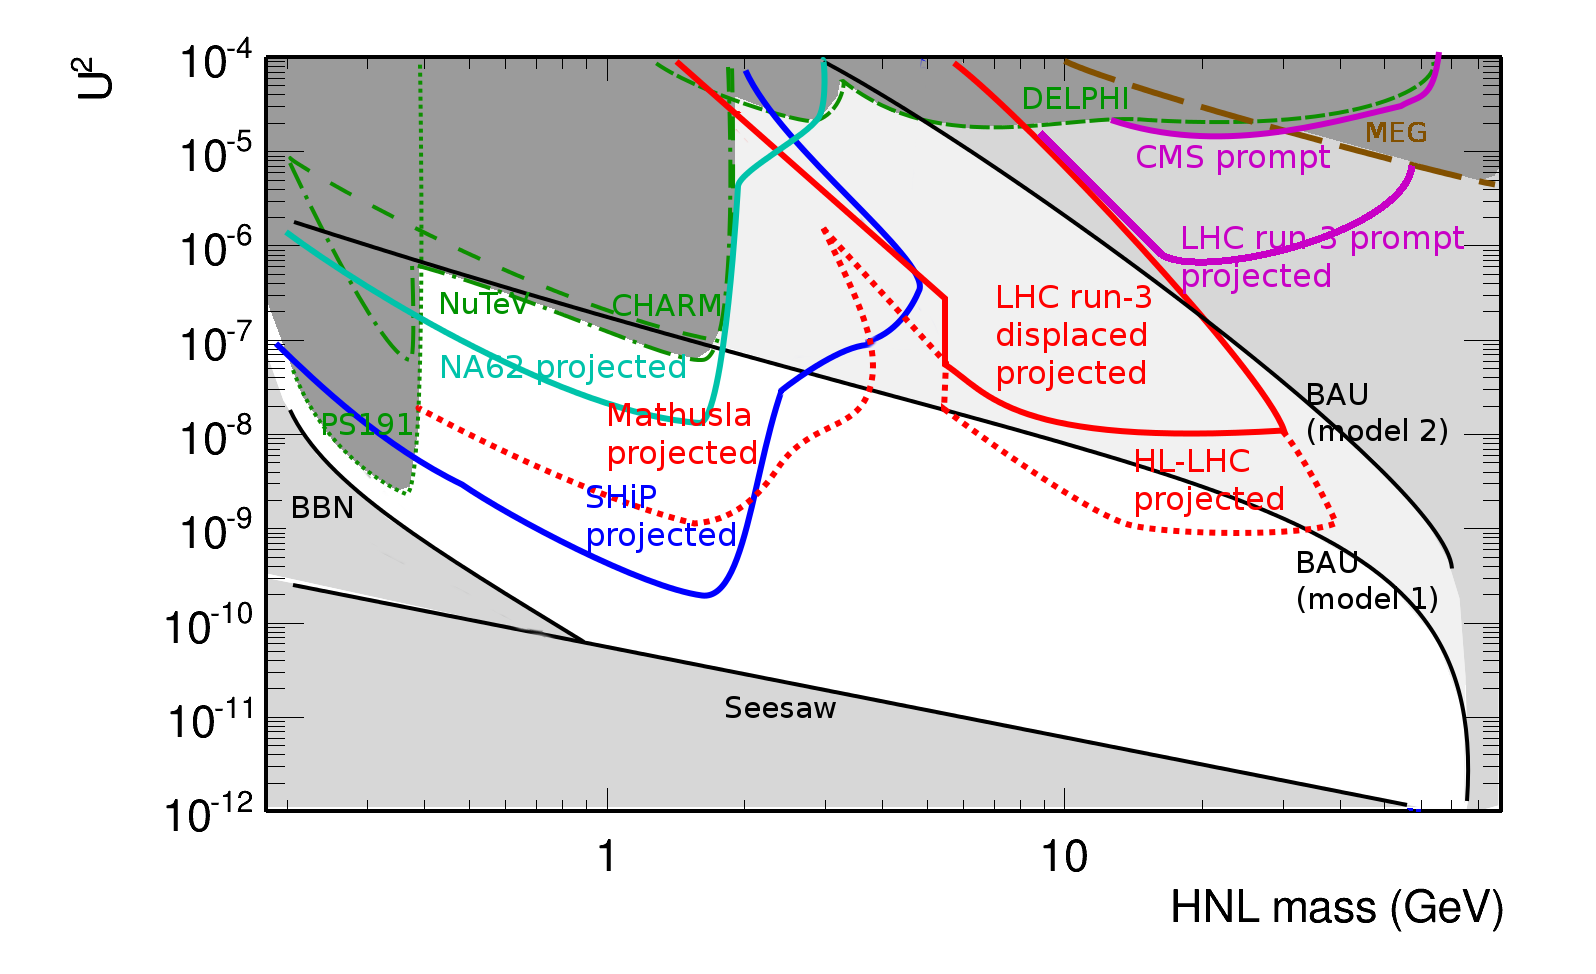 U²
10⁻⁴
10⁻⁵
10⁻⁶
10⁻⁷
10⁻⁸
10⁻⁹
10⁻¹⁰
10⁻¹¹
10⁻¹²
DELPHI
MEG
CMS prompt
LHC run-3 prompt
projected
NuTeV
CHARM
LHC run-3
displaced
projected
NA62 projected
PS191
Mathusla
projected
BAU
(model 2)
HL-LHC
projected
BBN
SHiP
projected
BAU
(model 1)
Seesaw
1
10
HNL mass (GeV)